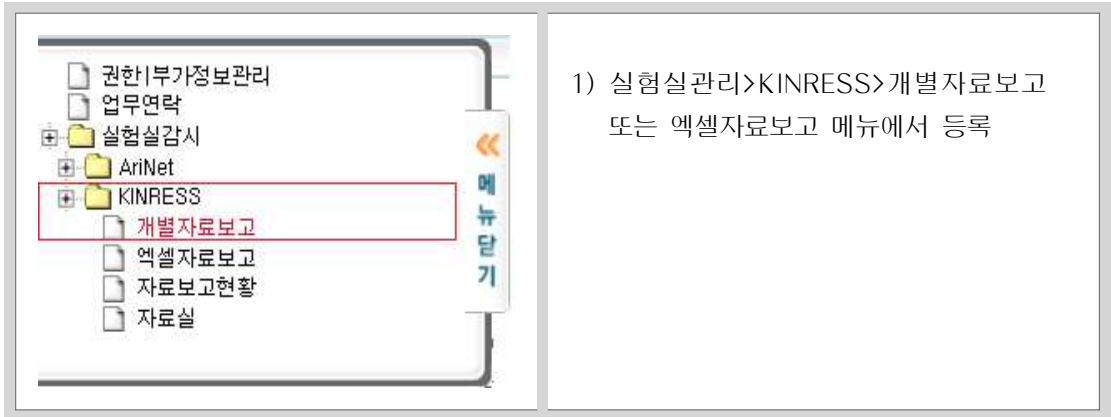 권한|부가정보관리
업무연락
실험실감시
AriNet
KINRESS
개별자료보고
엑셀자료보고
자료보고현황
자료실
메뉴닫기
1) 실험실관리>KINRESS>개별자료보고
또는 엑셀자료보고 메뉴에서 등록